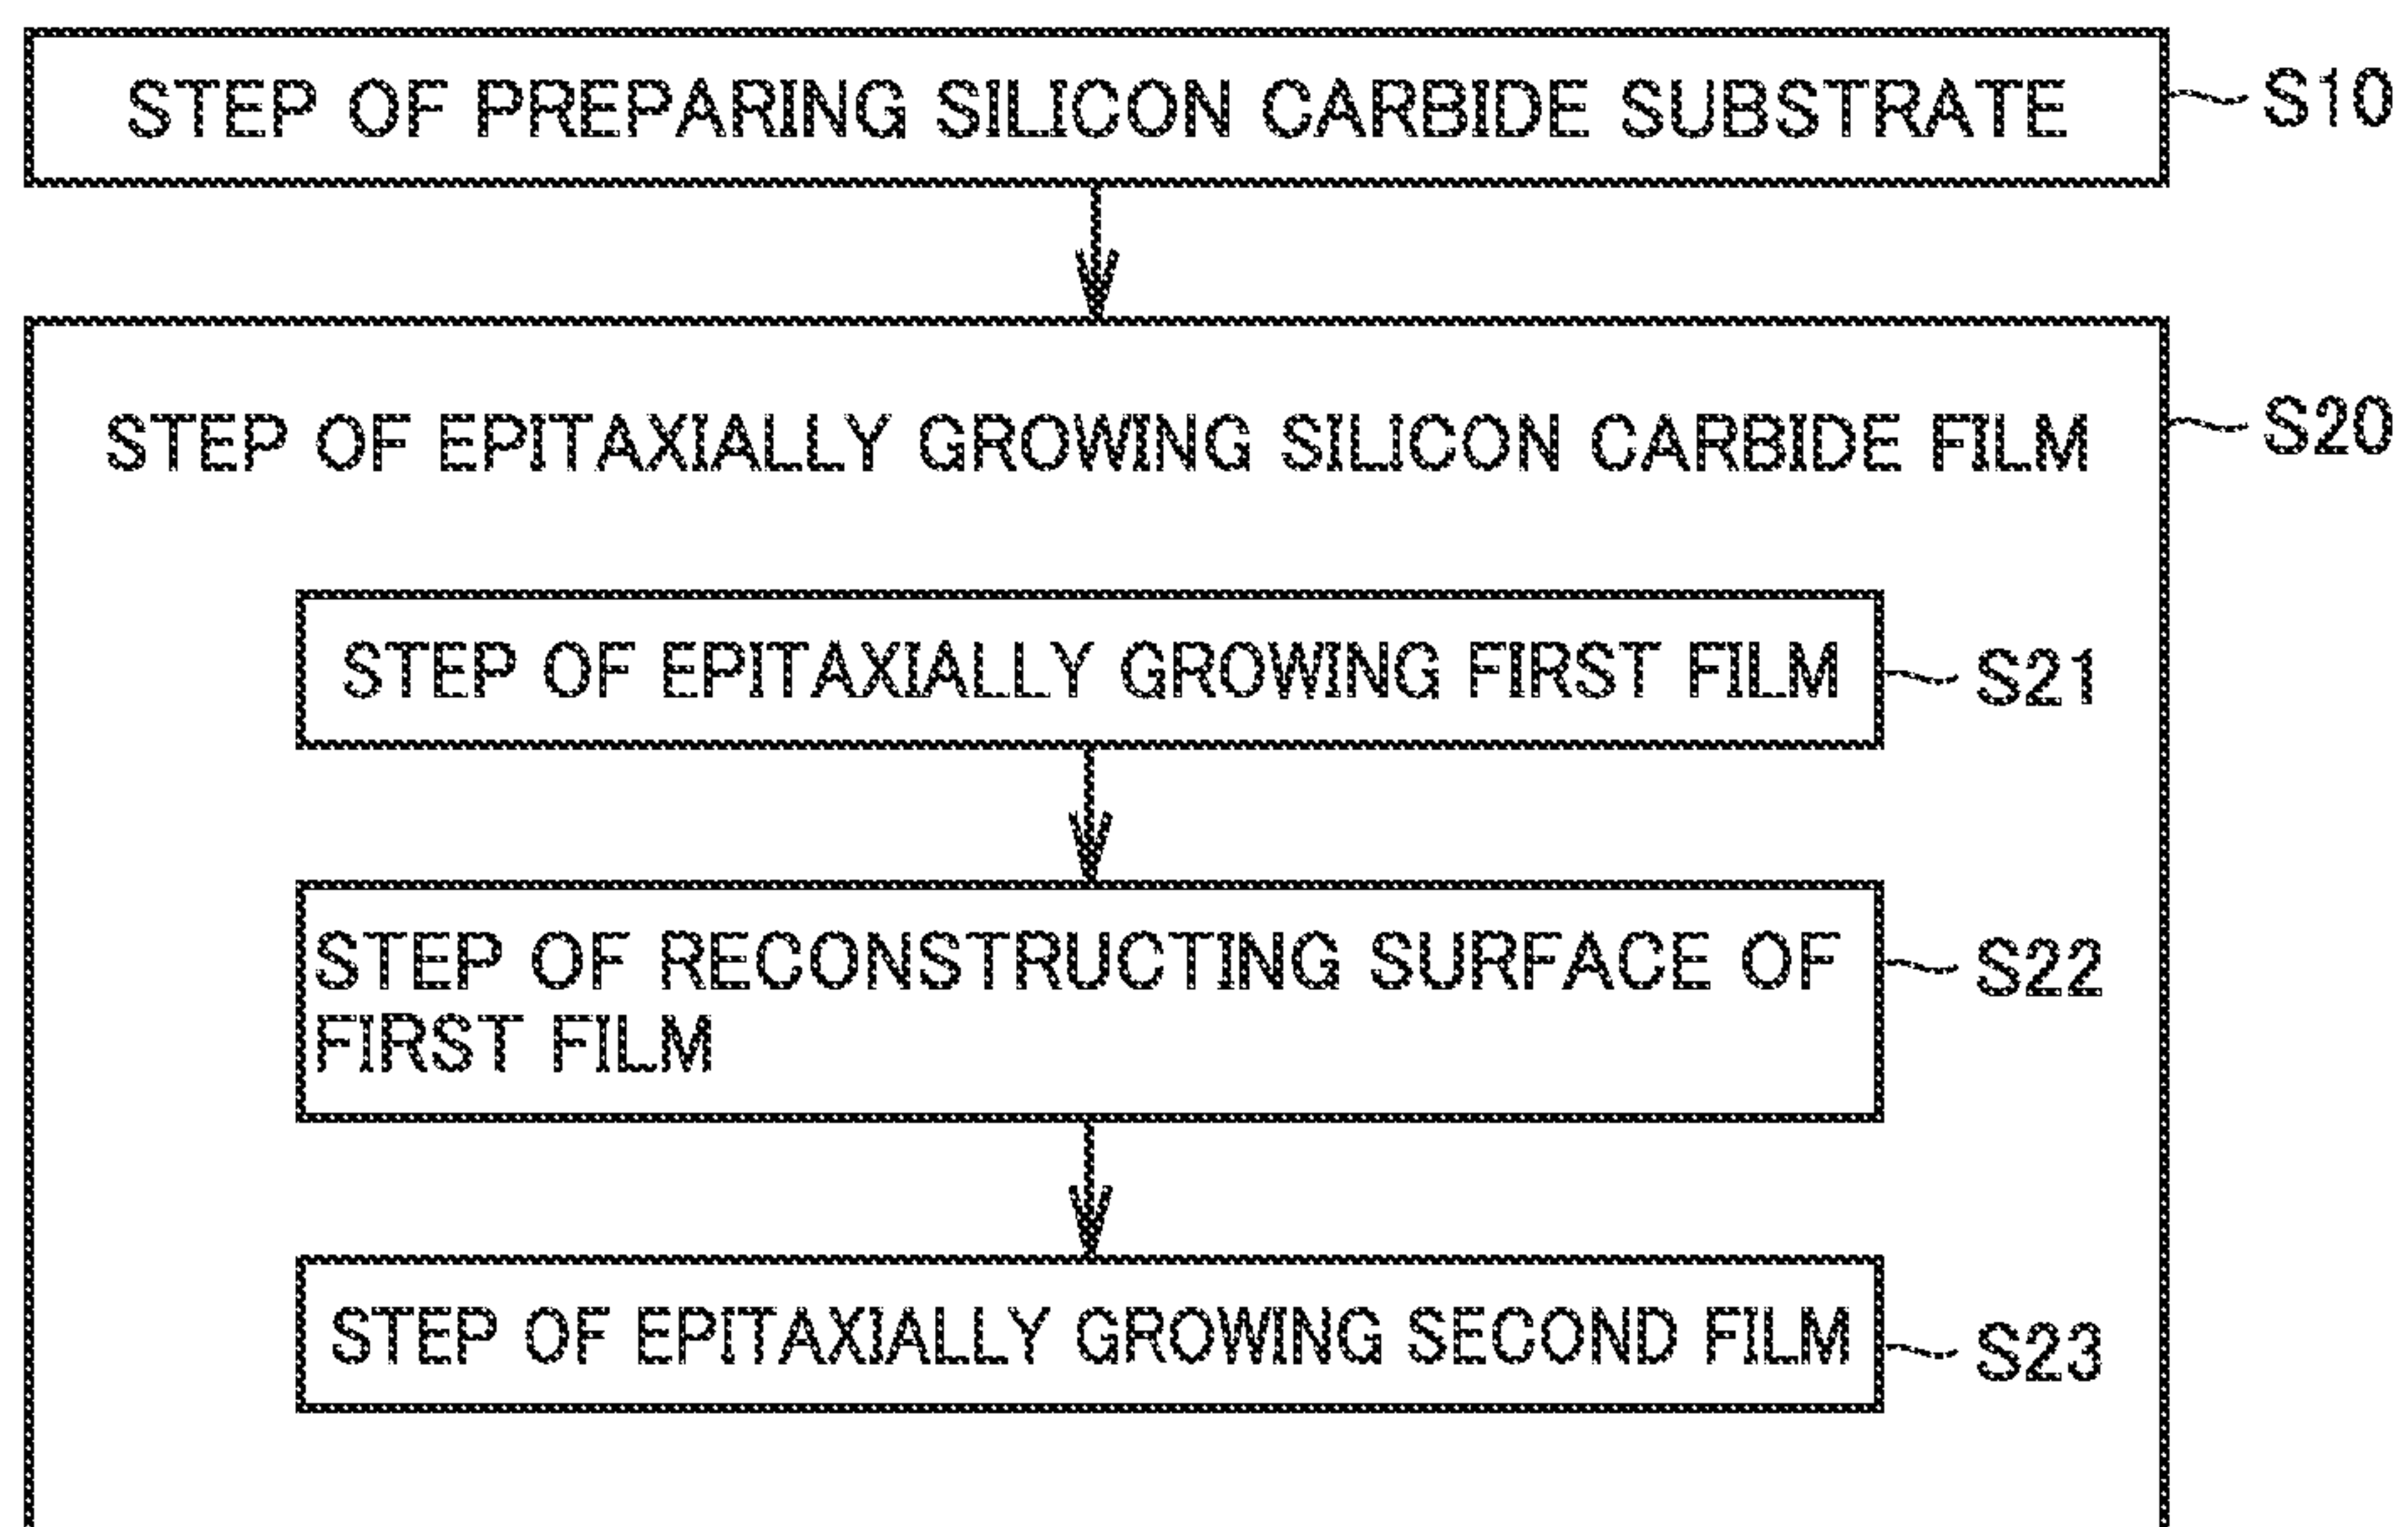 STEP OF PREPARING SILICON CARBIDE SUBSTRATE
S10
STEP OF EPITAXIALLY GROWING SILICON CARBIDE FILM
S20
STEP OF EPITAXIALLY GROWING FIRST FILM
S21
STEP OF RECONSTRUCTING SURFACE OF
FIRST FILM
S22
STEP OF EPITAXIALLY GROWING SECOND FILM
S23